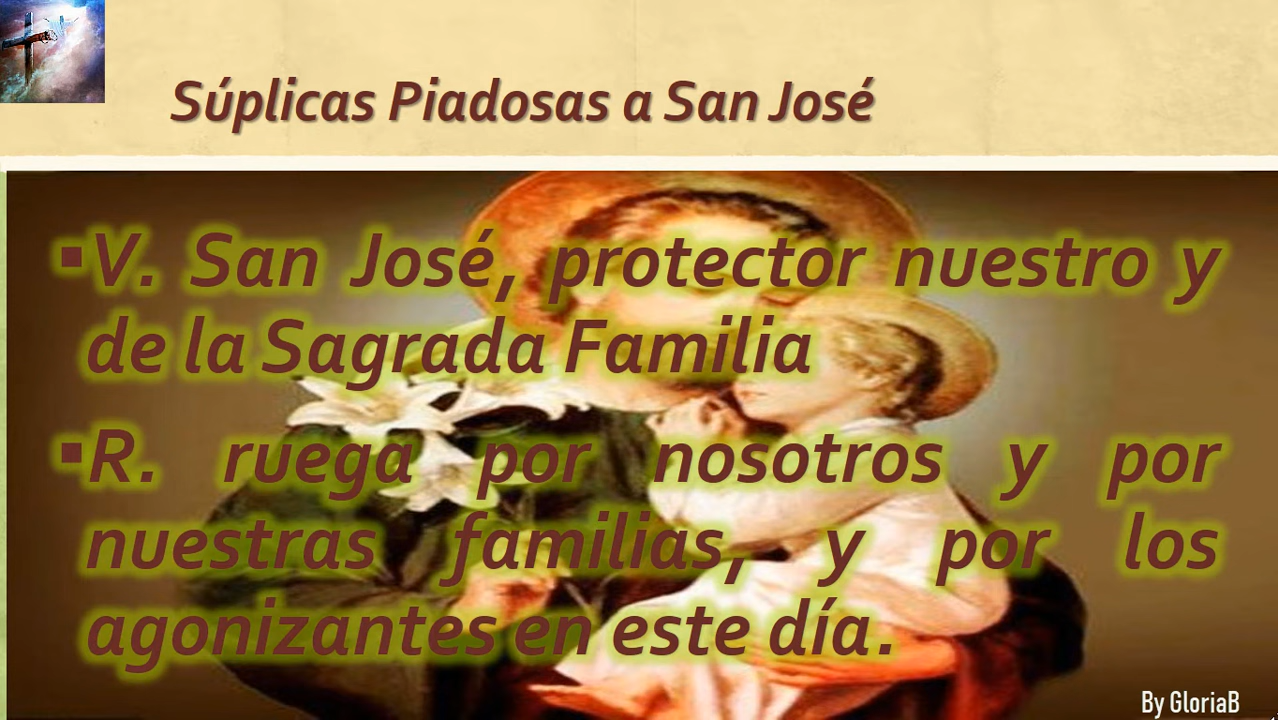 Súplicas Piadosas a San José
▪V. San José, protector nuestro y
de la Sagrada Familia
▪R. ruega por nosotros y por
nuestras familias, y por los
agonizantes en este día.
By GloriaB